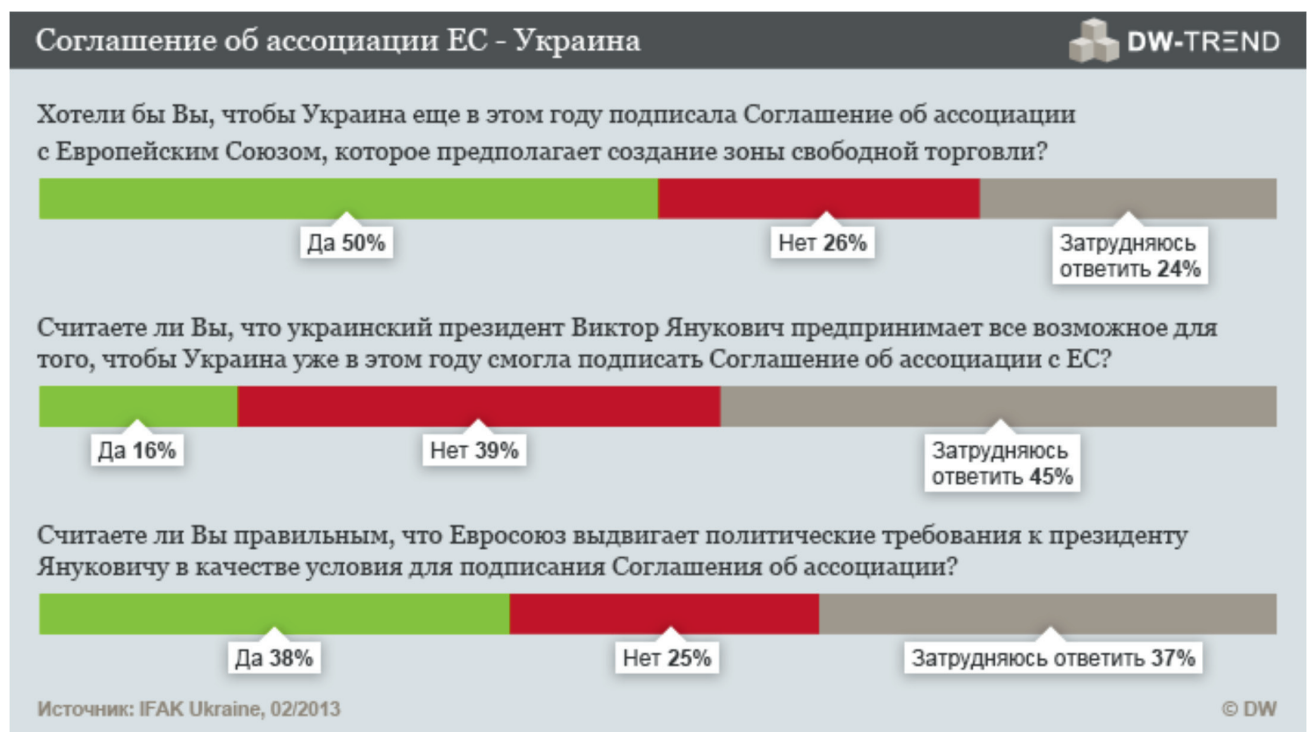 Соглашение об ассоциации ЕС - Украина
DW-TREND
Хотели бы Вы, чтобы Украина еще в этом году подписала Соглашение об ассоциации
с Европейским Союзом, которое предполагает создание зоны свободной торговли?
Да 50%
Нет 26%
Затрудняюсь
ответить 24%
Считаете ли Вы, что украинский президент Виктор Янукович предпринимает все возможное для
того, чтобы Украина уже в этом году смогла подписать Соглашение об ассоциации с ЕС?
Да 16%
Нет 39%
Затрудняюсь
ответить 45%
Считаете ли Вы правильным, что Евросоюз выдвигает политические требования к президенту
Януковичу в качестве условия для подписания Соглашения об ассоциации?
Да 38%
Нет 25%
Затрудняюсь ответить 37%
Источник: IFAK Ukraine, 02/2013
© DW